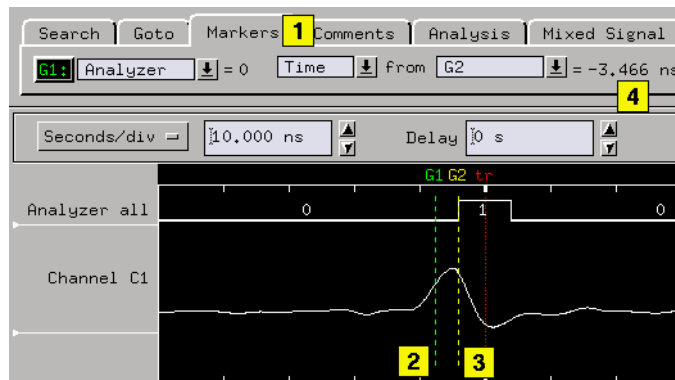 Search Goto Markers 1 Comments Analysis Mixed Signal
G1: Analyzer = 0 Time from G2 = -3.466 ns
4
Seconds/div 10.000 ns Delay 0 s
G1 G2 tr
Analyzer all 0 1 0
Channel C1
2 3